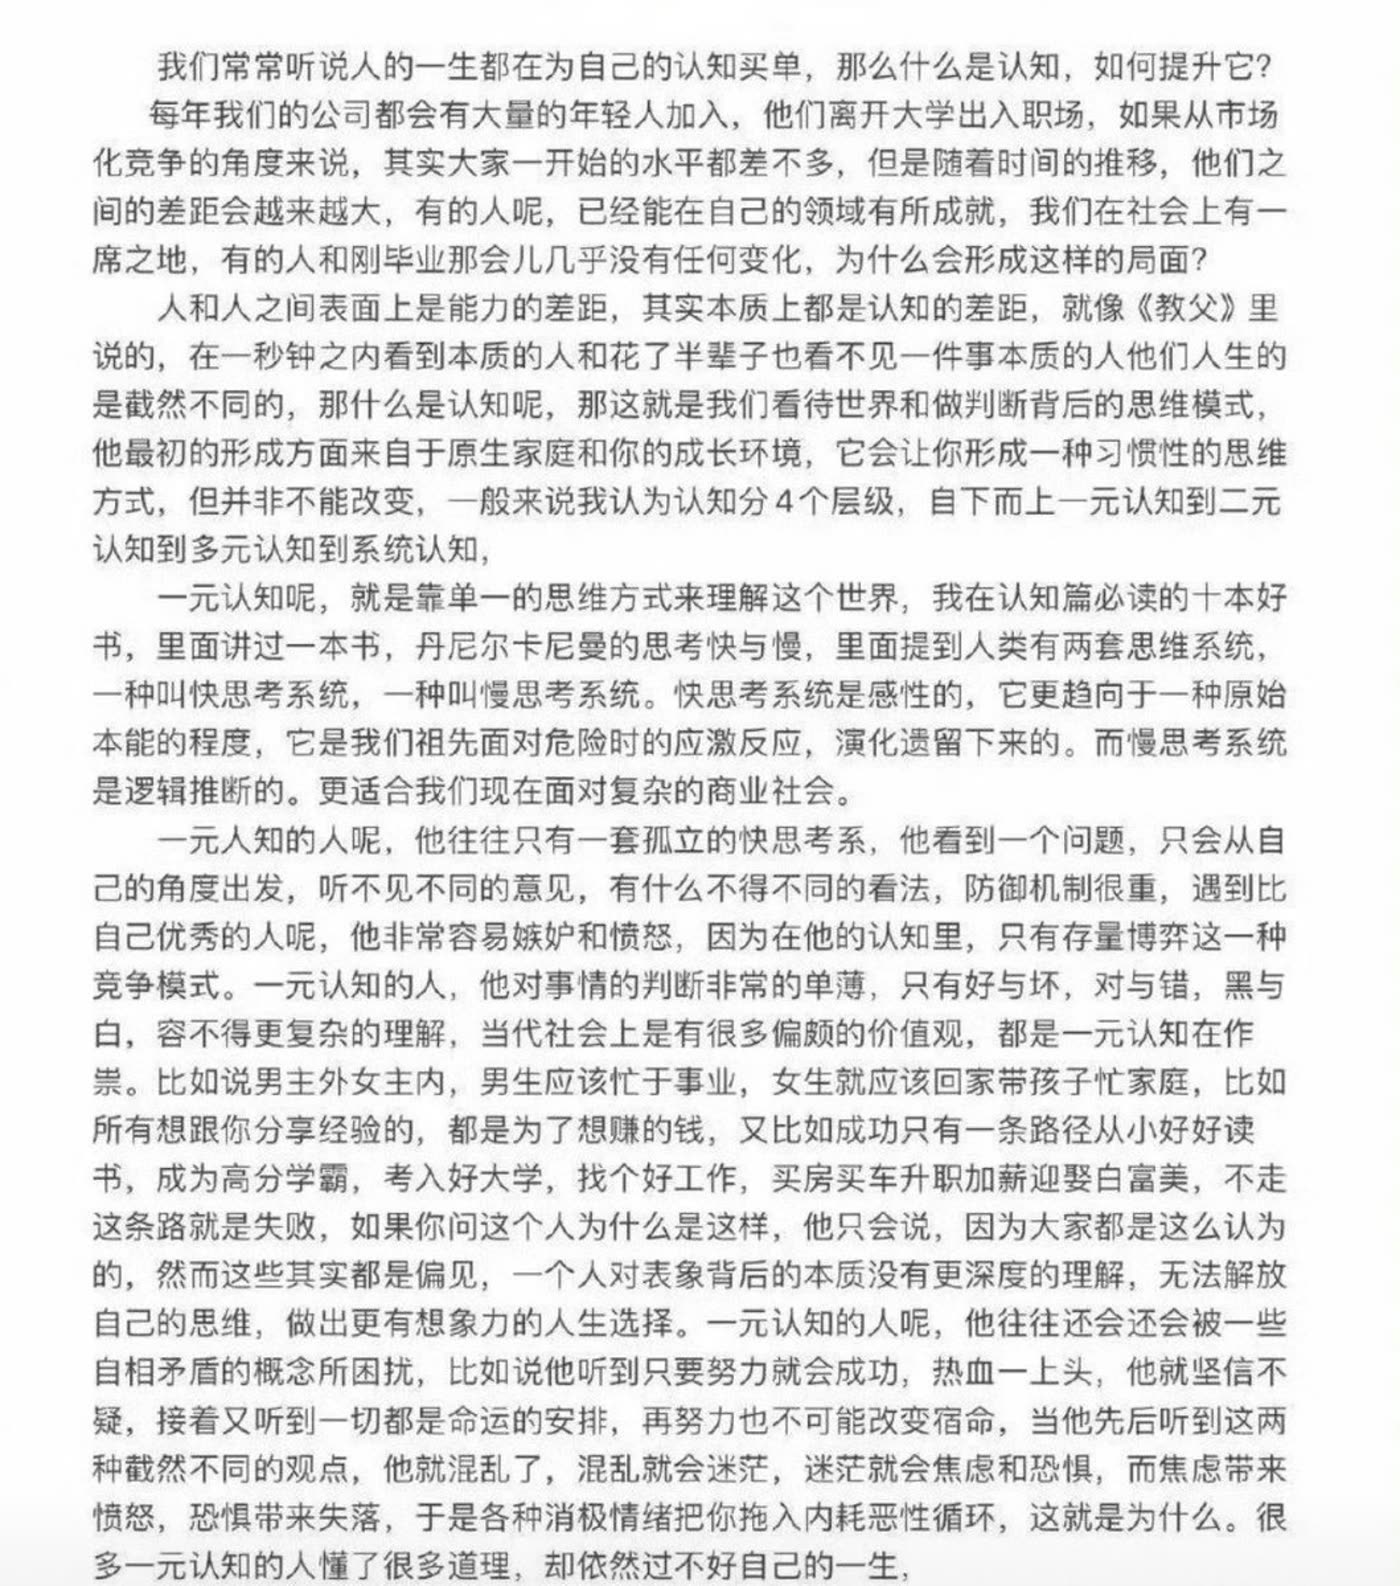 我们常常听说人的一生都在为自己的认知买单，那么什么是认知，如何提升它？
每年我们的公司都会有大量的年轻人加入，他们离开大学出入职场，如果从市场
化竞争的角度来说，其实大家一开始的水平都差不多，但是随着时间的推移，他们之
间的差距会越来越大，有的人呢，已经能在自己的领域有所成就，我们在社会上有一
席之地，有的人和刚毕业那会儿几乎没有任何变化，为什么会形成这样的局面？
人和人之间表面上是能力的差距，其实本质上都是认知的差距，就像《教父》里
说的，在一秒钟之内看到本质的人和花了半辈子也看不见一件事本质的人他们人生的
是截然不同的，那什么是认知呢，那这就是我们看待世界和做判断背后的思维模式，
他最初的形成方面来自于原生家庭和你的成长环境，它会让你形成一种习惯性的思维
方式，但并非不能改变，一般来说我认为认知分4个层级，自下而上一元认知到二元
认知到多元认知到系统认知，
一元认知呢，就是靠单一的思维方式来理解这个世界，我在认知篇必读的十本好
书，里面讲过一本书，丹尼尔卡尼曼的思考快与慢，里面提到人类有两套思维系统，
一种叫快思考系统，一种叫慢思考系统。快思考系统是感性的，它更趋向于一种原始
本能的程度，它是我们祖先面对危险时的应激反应，演化遗留下来的。而慢思考系统
是逻辑推断的。更适合我们现在面对复杂的商业社会。
一元人知的人呢，他往往只有一套孤立的快思考系，他看到一个问题，只会从自
己的角度出发，听不见不同的意见，有什么不得不同的看法，防御机制很重，遇到比
自己优秀的人呢，他非常容易嫉妒和愤怒，因为在他的认知里，只有存量博弈这一种
竞争模式。一元认知的人，他对事情的判断非常的单薄，只有好与坏，对与错，黑与
白，容不得更复杂的理解，当代社会上是有很多偏颇的价值观，都是一元认知在作
祟。比如说男主外女主内，男生应该忙于事业，女生就应该回家带孩子忙家庭，比如
所有想跟你分享经验的，都是为了想赚的钱，又比如成功只有一条路径从小好好读
书，成为高分学霸，考入好大学，找个好工作，买房买车升职加薪迎娶白富美，不走
这条路就是失败，如果你问这个人为什么是这样，他只会说，因为大家都是这么认为
的，然而这些其实都是偏见，一个人对表象背后的本质没有更深度的理解，无法解放
自己的思维，做出更有想象力的人生选择。一元认知的人呢，他往往还会还会被一些
自相矛盾的概念所困扰，比如说他听到只要努力就会成功，热血一上头，他就坚信不
疑，接着又听到一切都是命运的安排，再努力也不可能改变宿命，当他先后听到这两
种截然不同的观点，他就混乱了，混乱就会迷茫，迷茫就会焦虑和恐惧，而焦虑带来
愤怒，恐惧带来失落，于是各种消极情绪把你拖入内耗恶性循环，这就是为什么。很
多一元认知的人懂了很多道理，却依然过不好自己的一生，